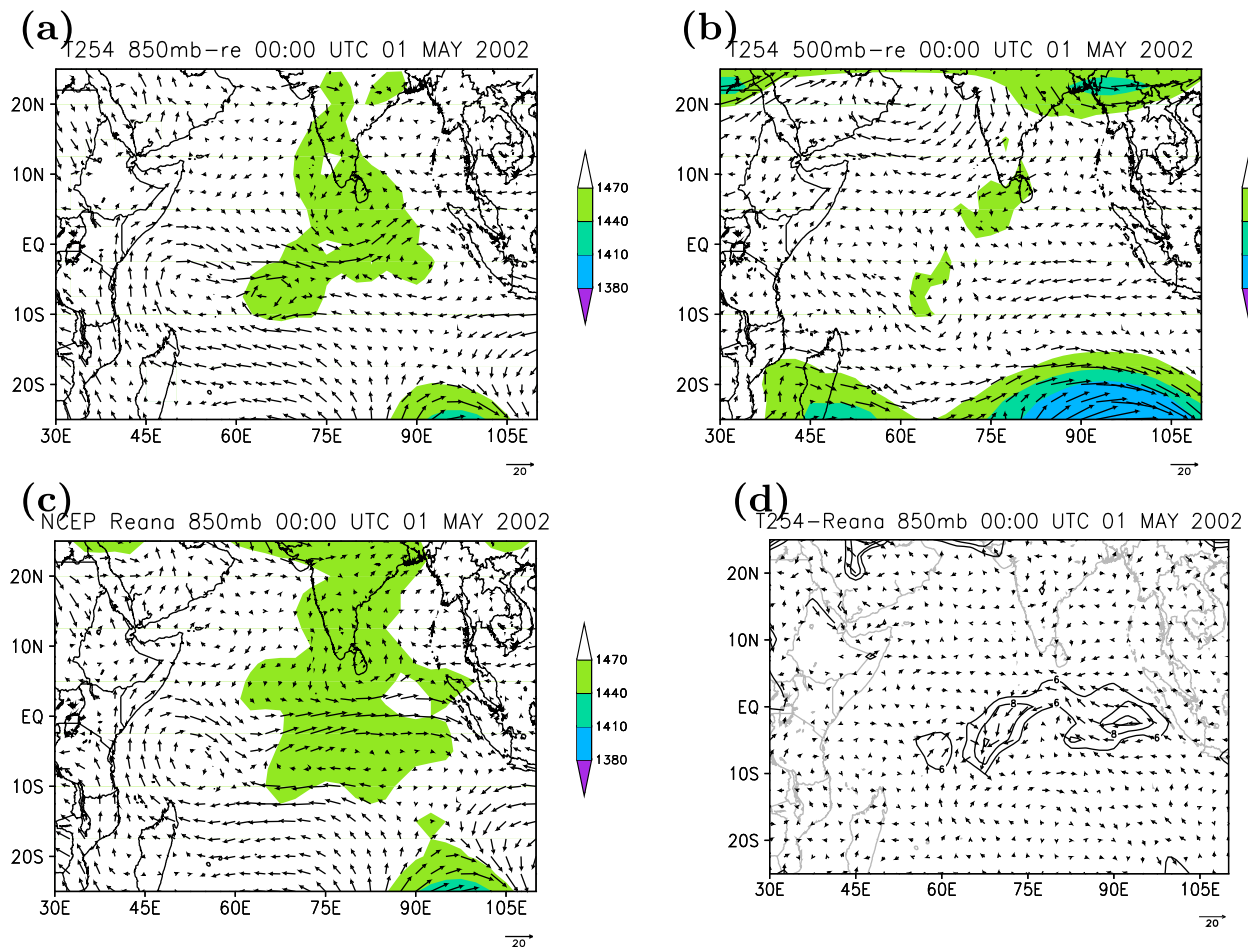 (a) (b)
T254 850mb-re 00:00 UTC 01 MAY 2002
T254 500mb-re 00:00 UTC 01 MAY 2002
20N
10N
EQ
10S
20S
30E 45E 60E 75E 90E 105E
20
1470
1440
1410
1380
20N
10N
EQ
10S
20S
30E 45E 60E 75E 90E 105E
20
1470
1440
1410
1380
(c) (d)
NCEP Reana 850mb 00:00 UTC 01 MAY 2002
T254-Reana 850mb 00:00 UTC 01 MAY 2002
20N
10N
EQ
10S
20S
30E 45E 60E 75E 90E 105E
20
1470
1440
1410
1380
20N
10N
EQ
10S
20S
6
8
6
6
8
6
30E 45E 60E 75E 90E 105E
20